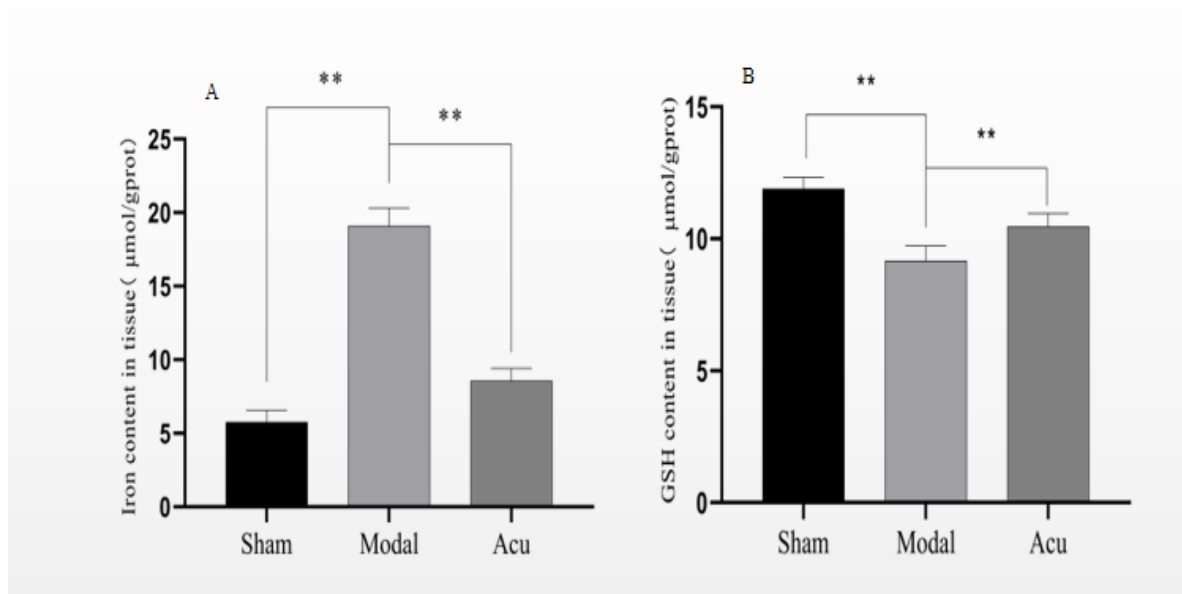 A
**
**
Iron content in tissue( μmol/gprot)
25
20
15
10
5
0
Sham Modal Acu
B
**
**
GSH content in tissue( μmol/gprot)
15
10
5
0
Sham Modal Acu